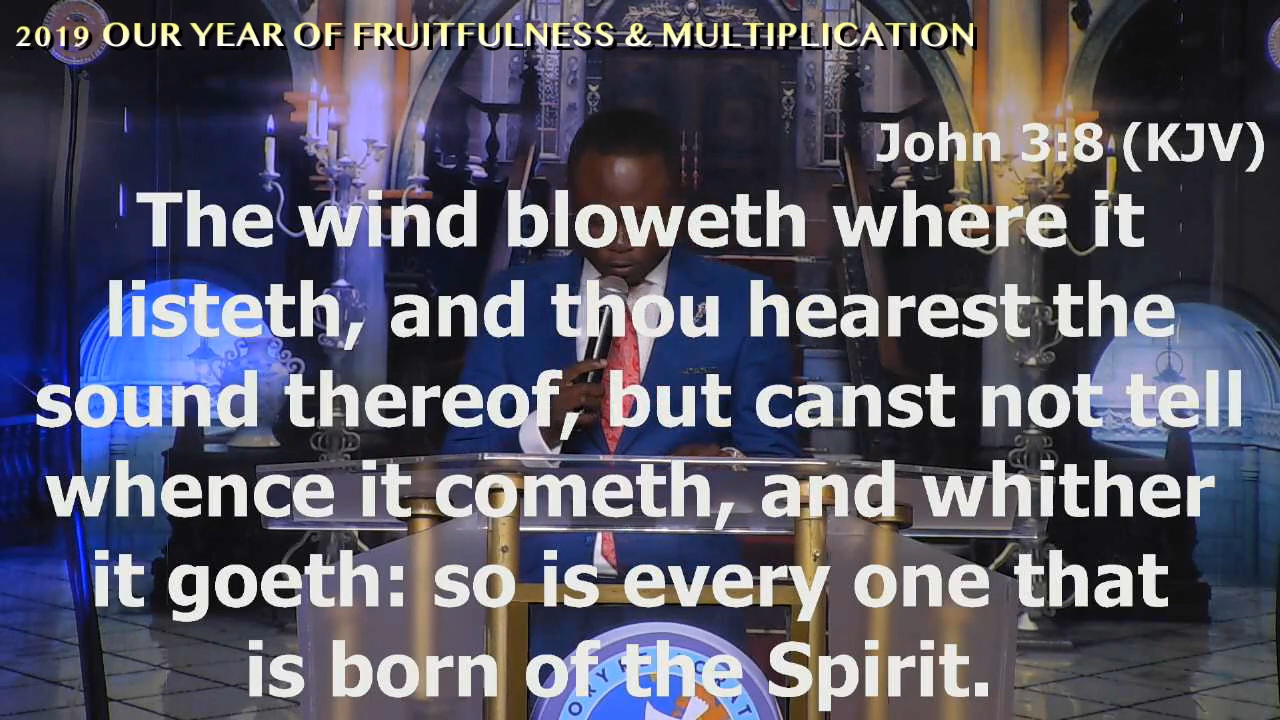 2019 OUR YEAR OF FRUITFULNESS & MULTIPLICATION
John 3:8 (KJV)
The wind bloweth where it
listeth, and thou hearest the
sound thereof, but canst not tell
whence it cometh, and whither
it goeth: so is every one that
is born of the Spirit.